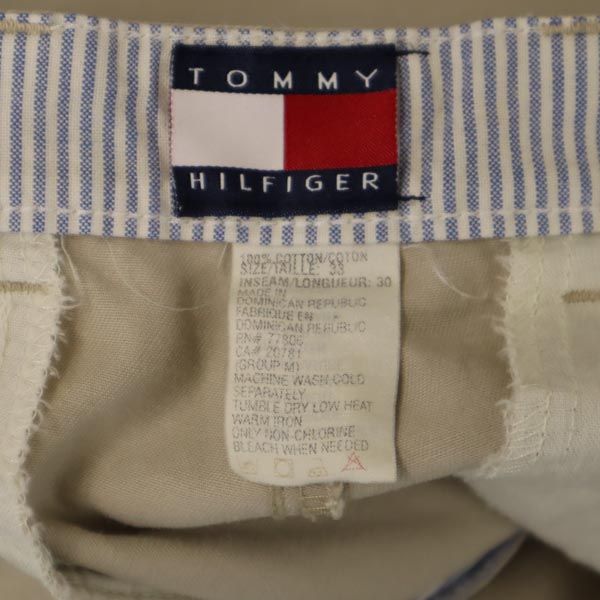 TOMMY
HILFIGER
100% COTTON/COTON
SIZE/TAILLE: 33
INSEAM/LONGUEUR: 30
MADE IN
DOMINICAN REPUBLIC
FABRIQUE EN
DOMINICAN REPUBLIC
RN# 77806
CA# 20781
(GROUP M)
MACHINE WASH COLD
SEPARATELY
TUMBLE DRY LOW HEAT
WARM IRON
ONLY NON-CHLORINE
BLEACH WHEN NEEDED